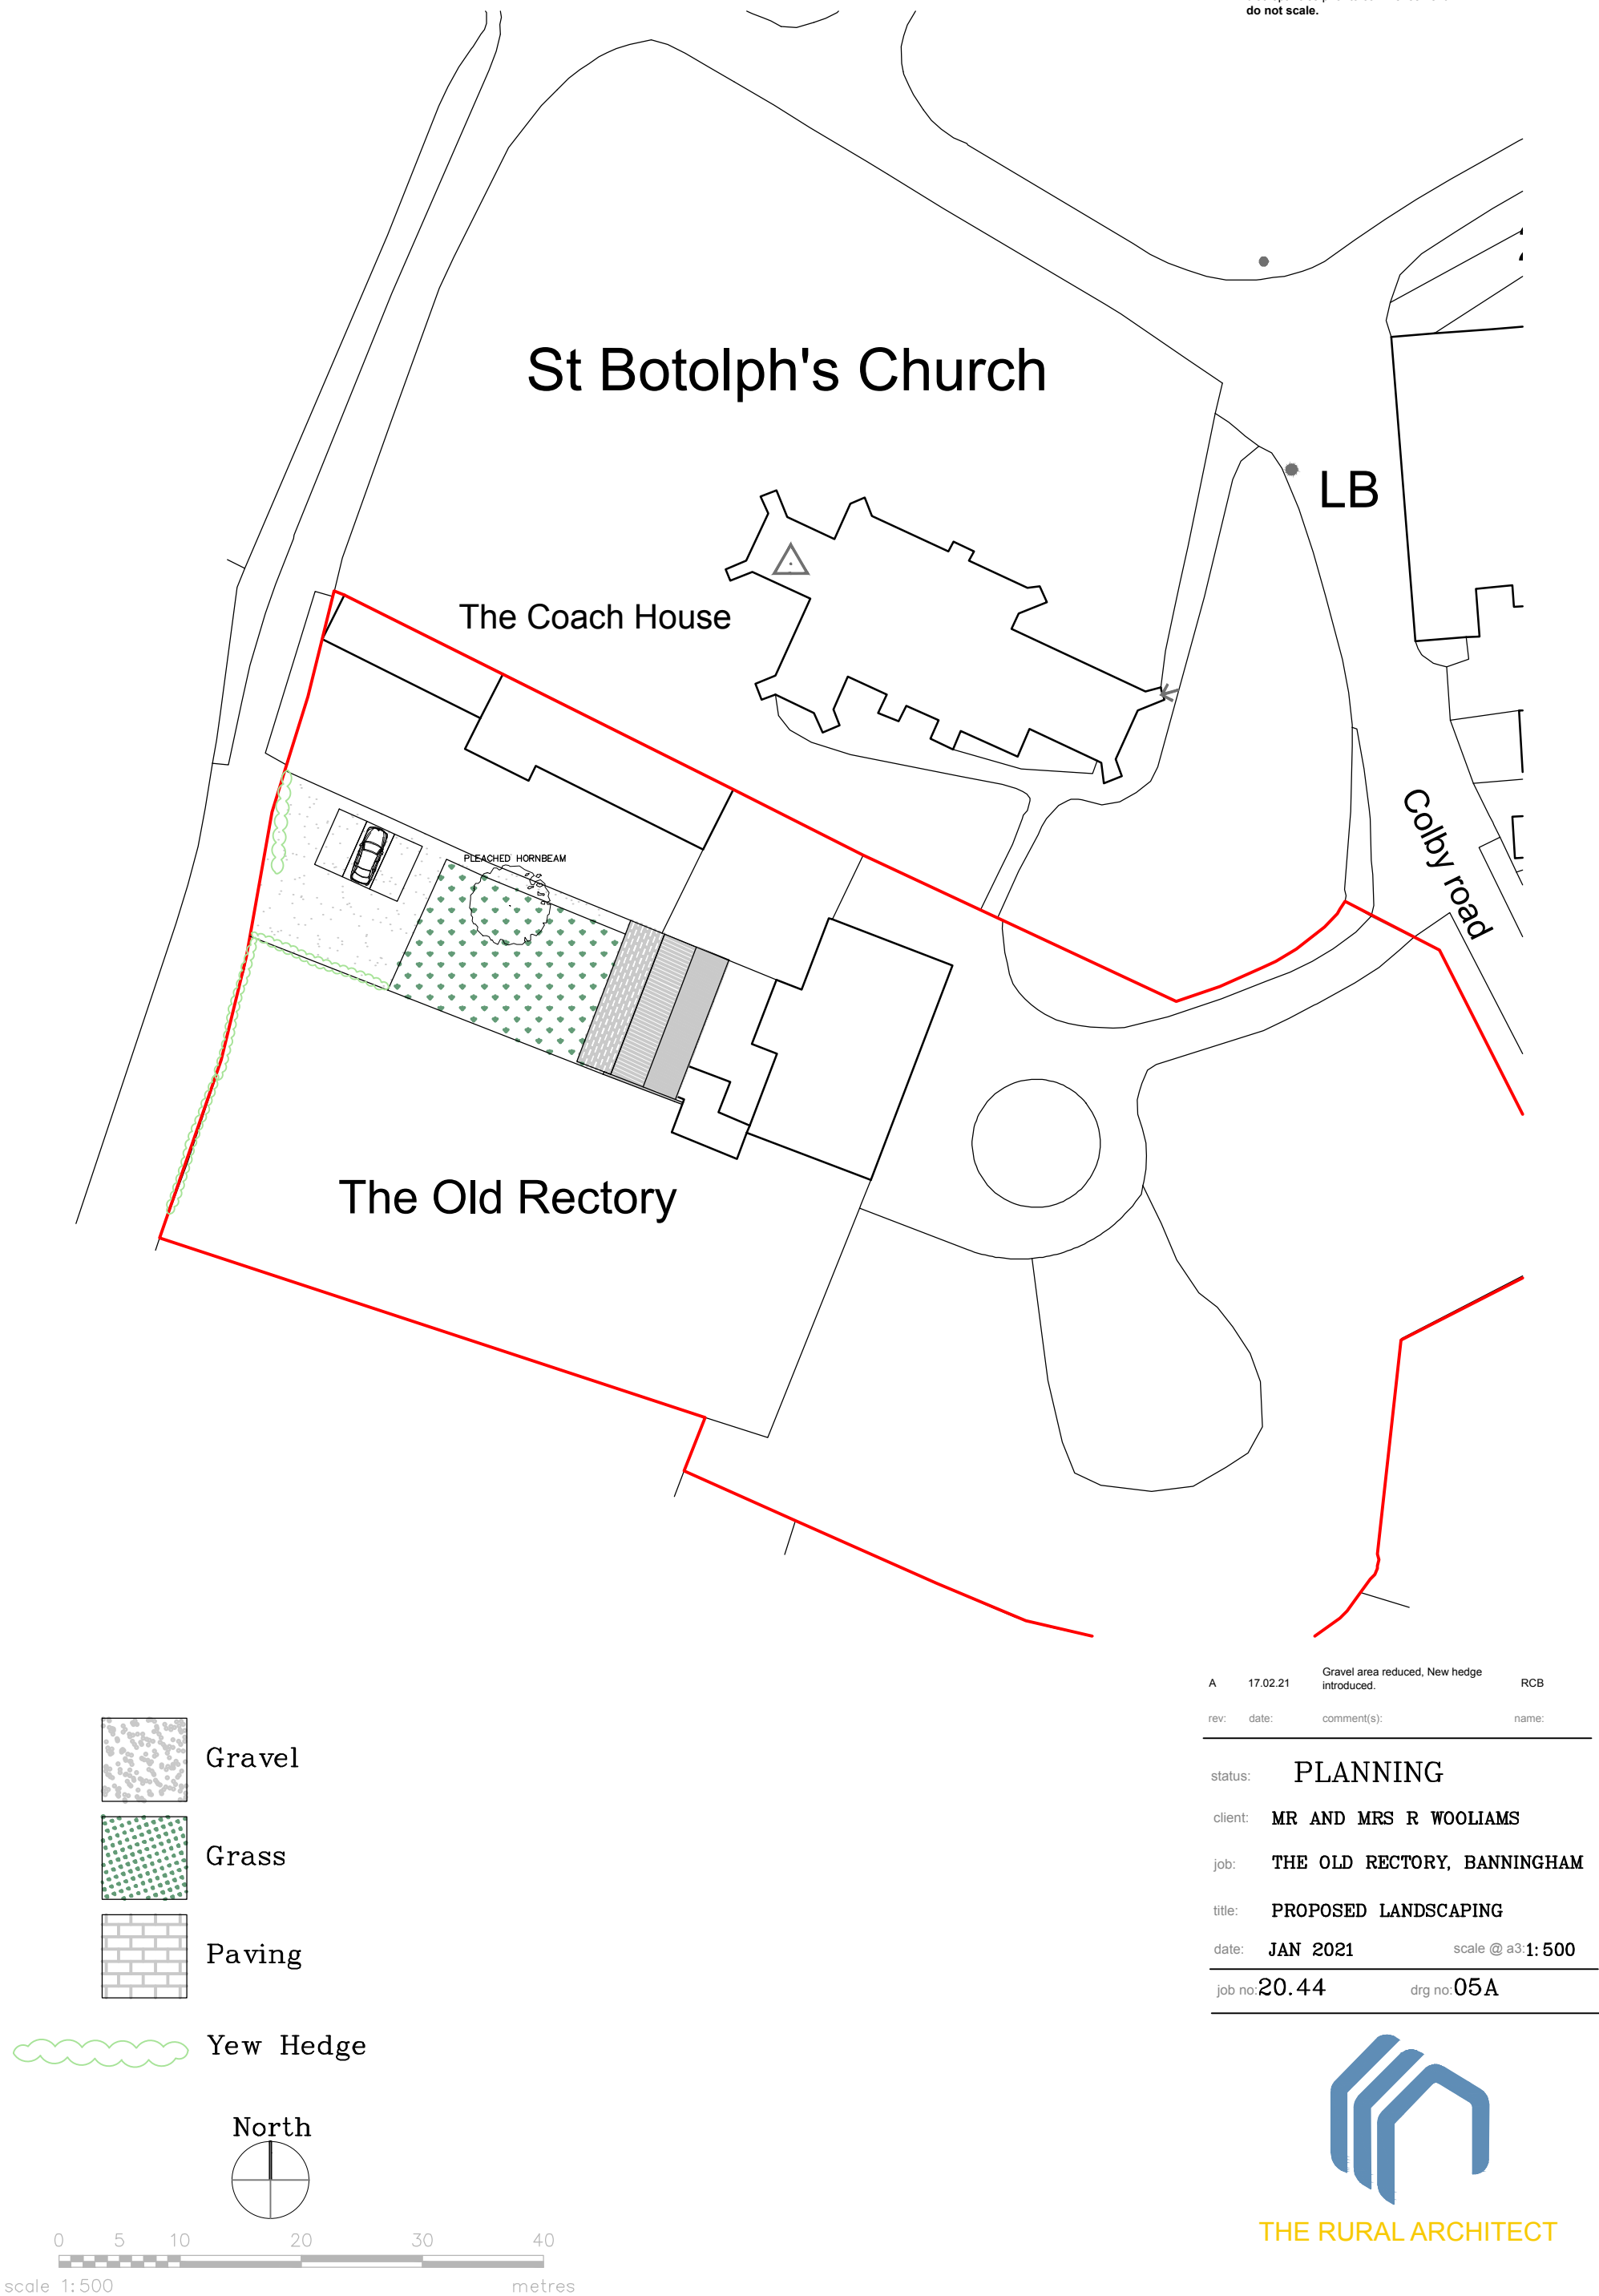 do not scale.
St Botolph's Church
LB
The Coach House
Colby road
PLEACHED HORNBEAM
The Old Rectory
A 17.02.21 Gravel area reduced, New hedge introduced. RCB
rev: date: comment(s): name:
status: PLANNING
client: MR AND MRS R WOOLIAMS
job: THE OLD RECTORY, BANNINGHAM
title: PROPOSED LANDSCAPING
date: JAN 2021 scale @ a3: 1:500
job no: 20.44 drg no: 05A
THE RURAL ARCHITECT
Gravel
Grass
Paving
Yew Hedge
North
0 5 10 20 30 40
scale 1:500 metres